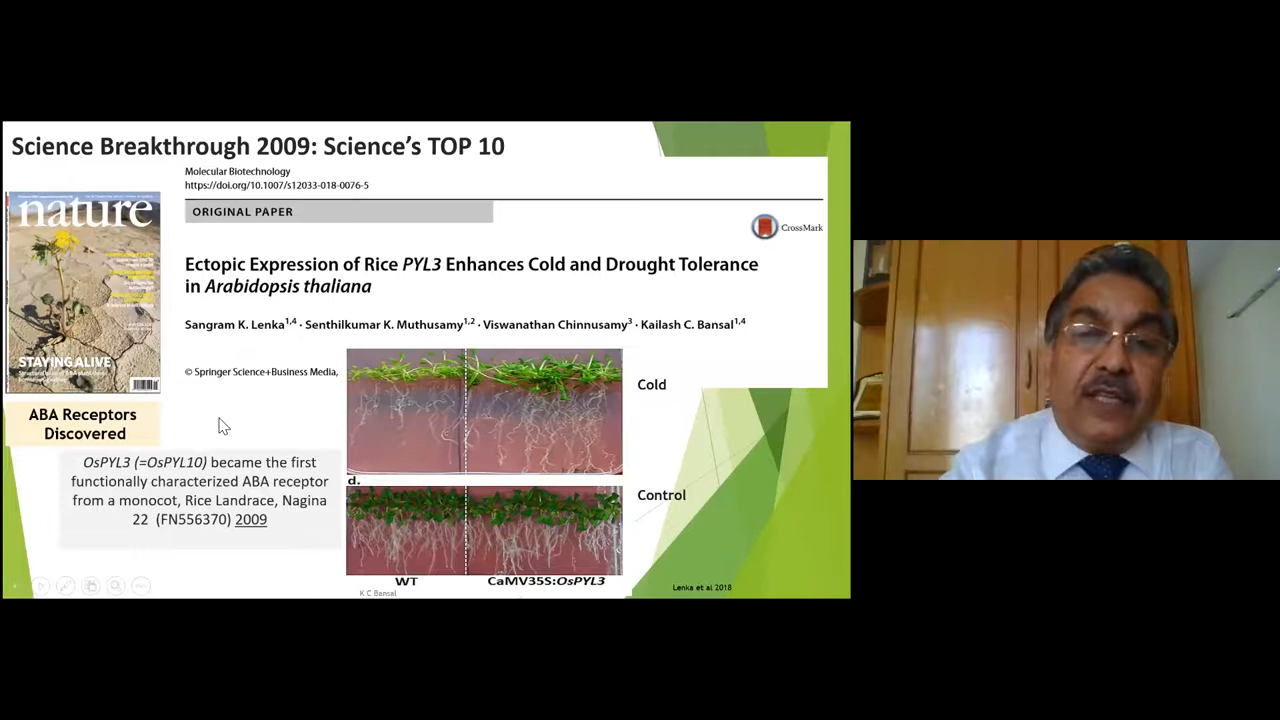 Science Breakthrough 2009: Science's TOP 10
Molecular Biotechnology
https://doi.org/10.1007/s12033-018-0076-5
ORIGINAL PAPER
CrossMark
Ectopic Expression of Rice PYL3 Enhances Cold and Drought Tolerance
in Arabidopsis thaliana
Sangram K. Lenka1,4 · Senthilkumar K. Muthusamy1,2 · Viswanathan Chinnusamy3 · Kailash C. Bansal1,4
© Springer Science+Business Media,
nature
STAYING ALIVE
ABA Receptors
Discovered
OsPYL3 (=OsPYL10) became the first
functionally characterized ABA receptor
from a monocot, Rice Landrace, Nagina
22 (FN556370) 2009
Cold
d.
Control
WT CaMV35S:OsPYL3
K C Bansal
Lenka et al 2018